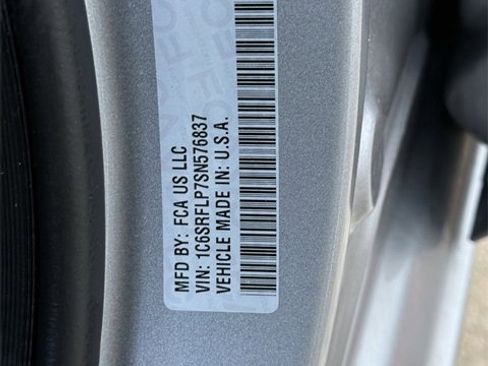 MFD BY: FCA US LLC
VIN: 1C6SRFLP7SN576837
VEHICLE MADE IN: U.S.A.